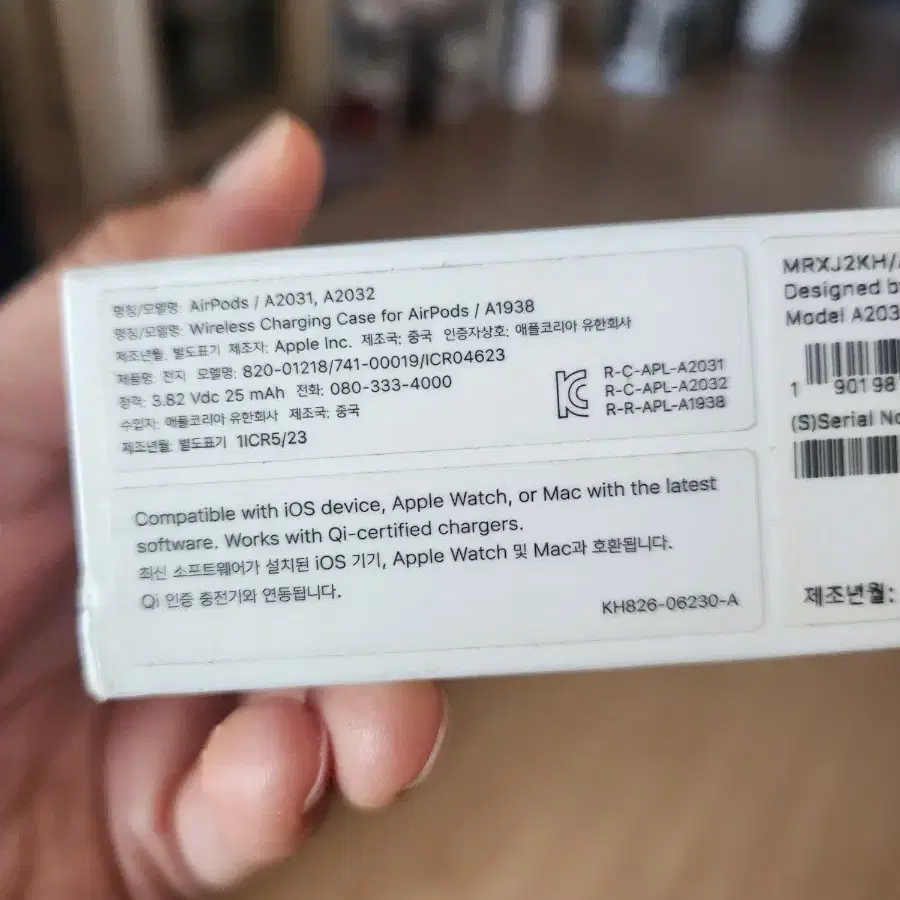 명칭/모델명: AirPods / A2031, A2032
명칭/모델명: Wireless Charging Case for AirPods / A1938
제조년월: 별도표기 제조자: Apple Inc. 제조국: 중국 인증자상호: 애플코리아 유한회사
제품명: 전지 모델명: 820-01218/741-00019/ICR04623
정격: 3.82 Vdc 25 mAh 전화: 080-333-4000
수입자: 애플코리아 유한회사 제조국: 중국
제조년월: 별도표기 1ICR5/23
R-C-APL-A2031
R-C-APL-A2032
R-R-APL-A1938
Compatible with iOS device, Apple Watch, or Mac with the latest
software. Works with Qi-certified chargers.
최신 소프트웨어가 설치된 iOS 기기, Apple Watch 및 Mac과 호환됩니다.
Qi 인증 충전기와 연동됩니다.
KH826-06230-A
MRXJ2KH/
Designed by
Model A203
1 90198
(S)Serial No
제조년월: